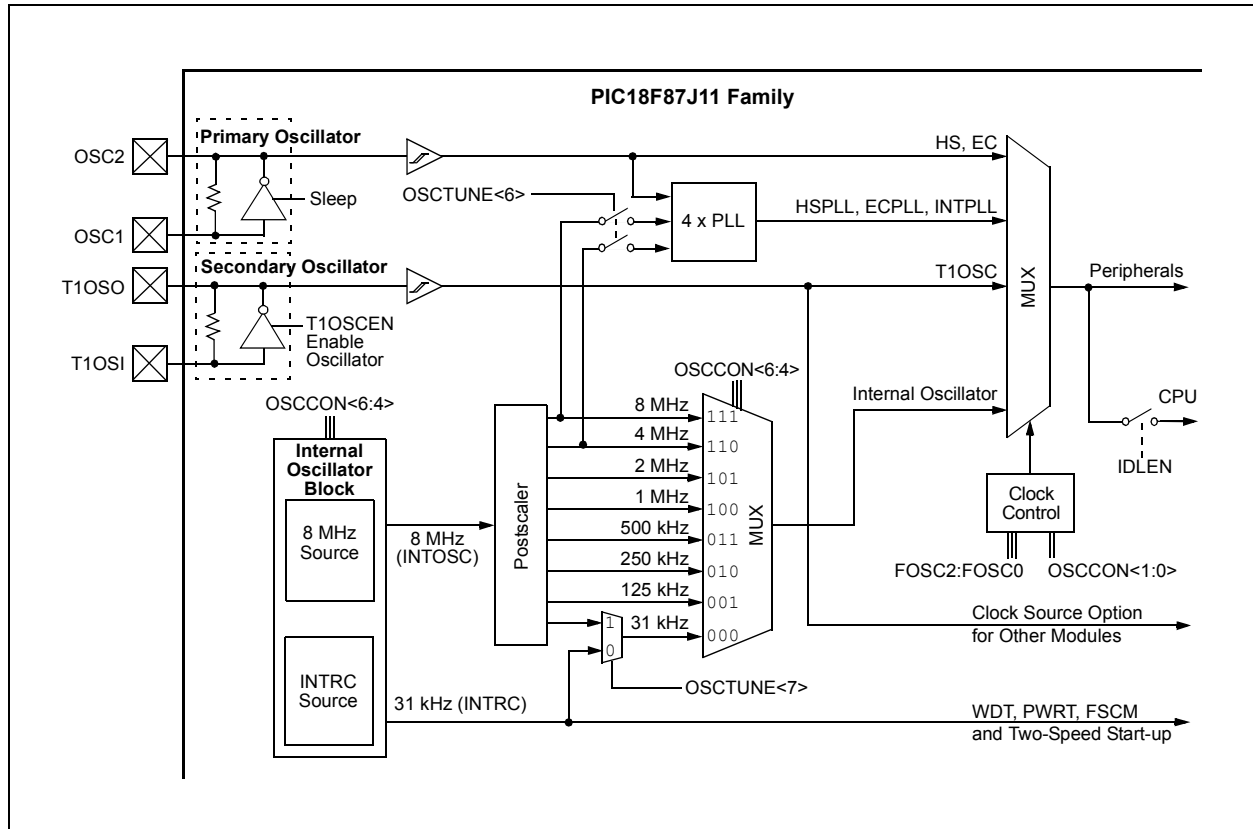 PIC18F87J11 Family
Primary Oscillator
OSC2
HS, EC
OSCTUNE<6>
Sleep
4 x PLL
HSPLL, ECPLL, INTPLL
OSC1
Secondary Oscillator
T1OSO
T1OSC
Peripherals
MUX
T1OSCEN
Enable
Oscillator
T1OSI
OSCCON<6:4>
OSCCON<6:4>
Internal Oscillator
CPU
IDLEN
Internal
Oscillator
Block
8 MHz
Source
8 MHz
(INTOSC)
Postscaler
8 MHz
111
4 MHz
110
2 MHz
101
1 MHz
100
500 kHz
011
250 kHz
010
125 kHz
001
1
0
31 kHz
000
MUX
Clock
Control
FOSC2:FOSC0
OSCCON<1:0>
Clock Source Option
for Other Modules
OSCTUNE<7>
INTRC
Source
31 kHz (INTRC)
WDT, PWRT, FSCM
and Two-Speed Start-up